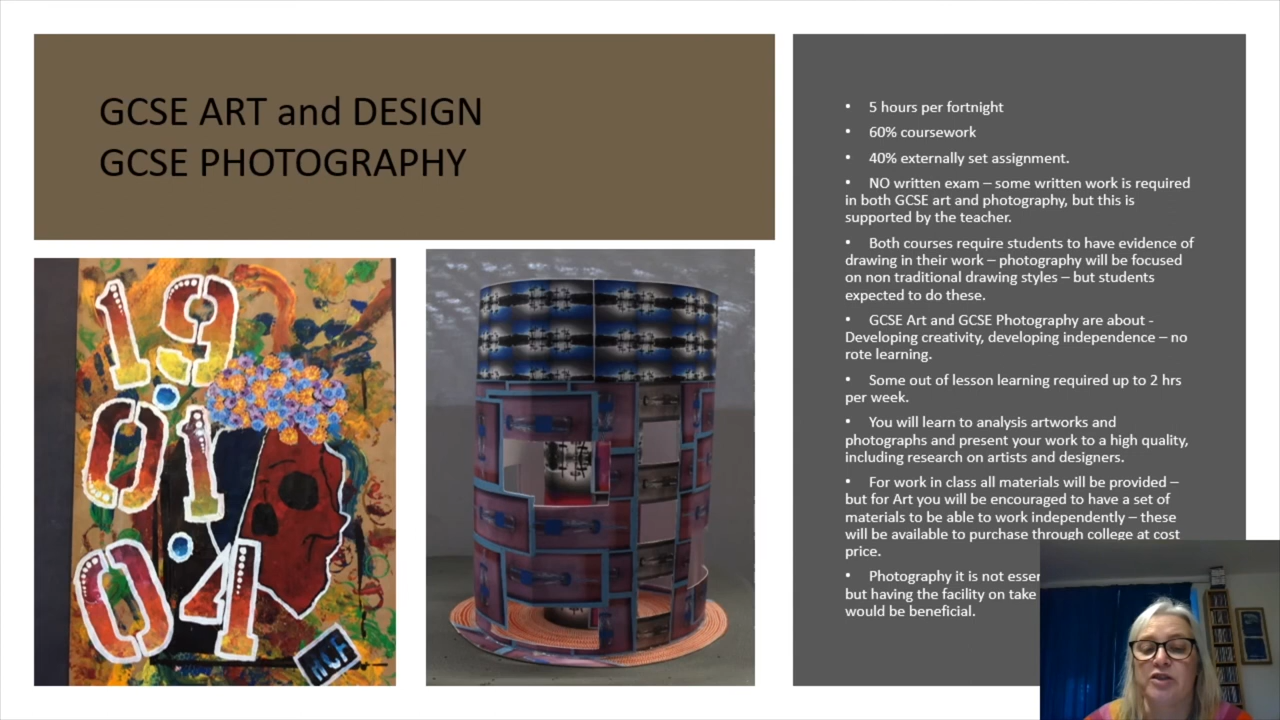 GCSE ART and DESIGN
GCSE PHOTOGRAPHY
• 5 hours per fortnight
• 60% coursework
• 40% externally set assignment.
• NO written exam – some written work is required
in both GCSE art and photography, but this is
supported by the teacher.
• Both courses require students to have evidence of
drawing in their work – photography will be focused
on non traditional drawing styles – but students
expected to do these.
• GCSE Art and GCSE Photography are about -
Developing creativity, developing independence – no
rote learning.
• Some out of lesson learning required up to 2 hrs
per week.
• You will learn to analysis artworks and
photographs and present your work to a high quality,
including research on artists and designers.
• For work in class all materials will be provided –
but for Art you will be encouraged to have a set of
materials to be able to work independently – these
will be available to purchase through college at cost
price.
• Photography it is not
but having the facility on take
would be beneficial.
19
01
04